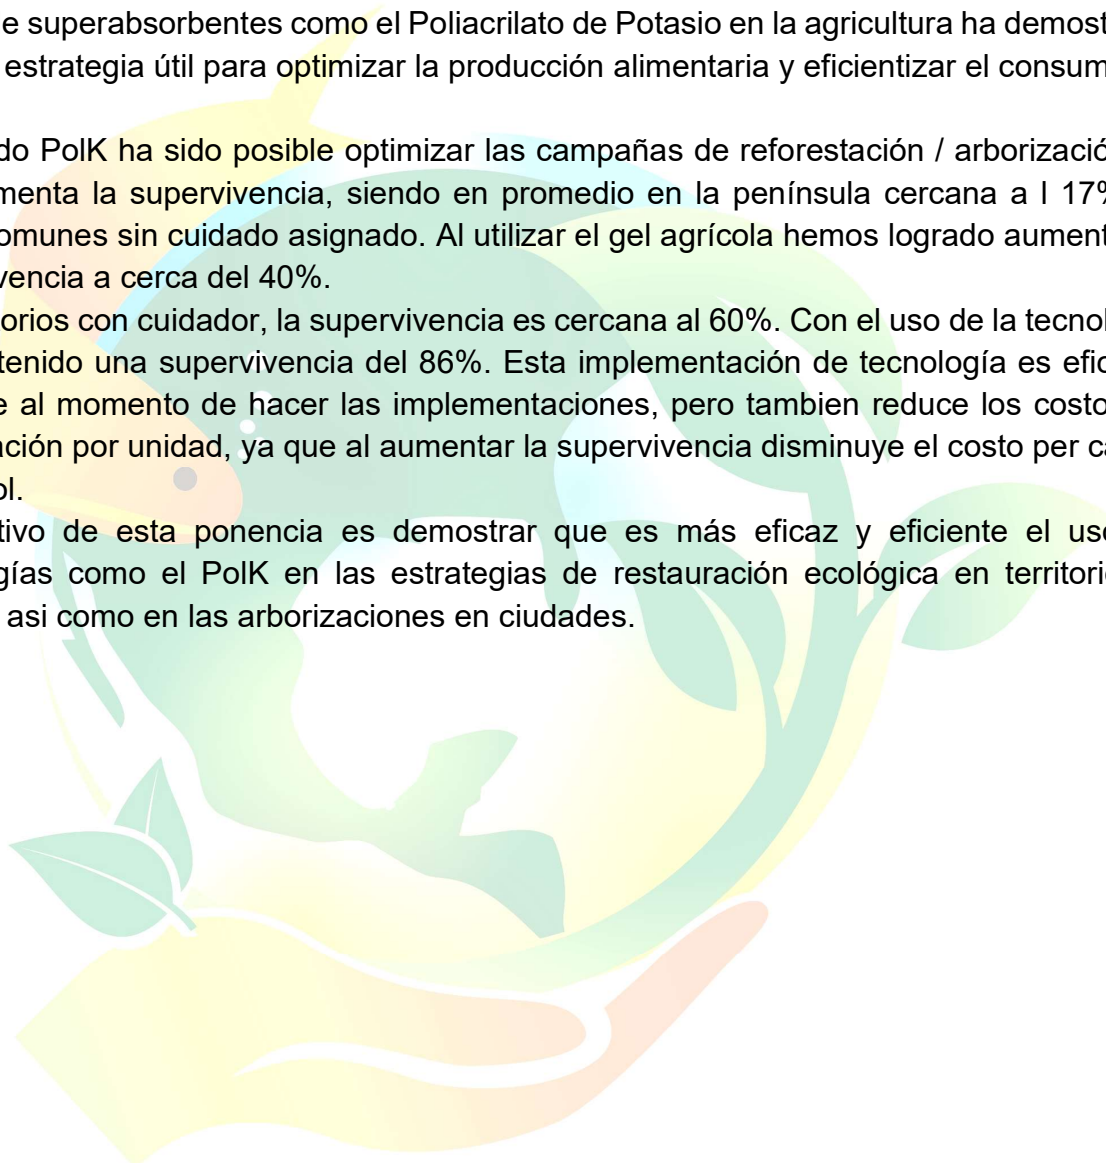 e superabsorbentes como el Poliacrilato de Potasio en la agricultura ha demost
estrategia útil para optimizar la producción alimentaria y eficientizar el consum
do PolK ha sido posible optimizar las campañas de reforestación / arborizació
menta la supervivencia, siendo en promedio en la península cercana a l 17%
omunes sin cuidado asignado. Al utilizar el gel agrícola hemos logrado aument
vencia a cerca del 40%.
orios con cuidador, la supervivencia es cercana al 60%. Con el uso de la tecnol
tenido una supervivencia del 86%. Esta implementación de tecnología es efic
e al momento de hacer las implementaciones, pero tambien reduce los costo
ación por unidad, ya que al aumentar la supervivencia disminuye el costo per ca
ol.
tivo de esta ponencia es demostrar que es más eficaz y eficiente el uso
gías como el PolK en las estrategias de restauración ecológica en territori
asi como en las arborizaciones en ciudades.